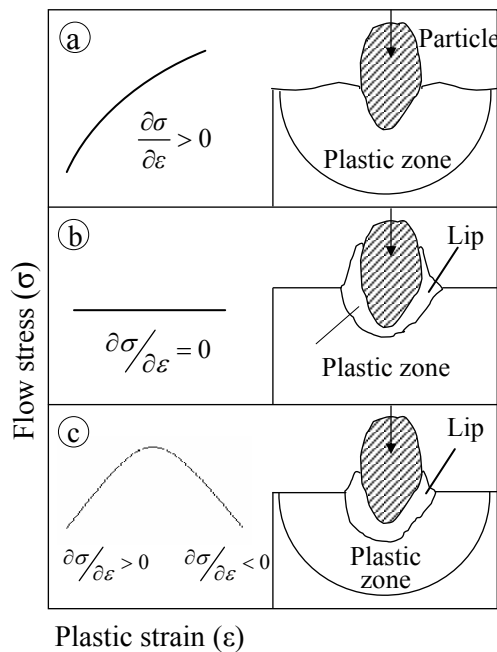 Flow stress (σ)
a
∂σ/∂ε > 0
Particle
Plastic zone
b
∂σ/∂ε = 0
Lip
Plastic zone
c
∂σ/∂ε > 0
∂σ/∂ε < 0
Lip
Plastic
zone
Plastic strain (ε)